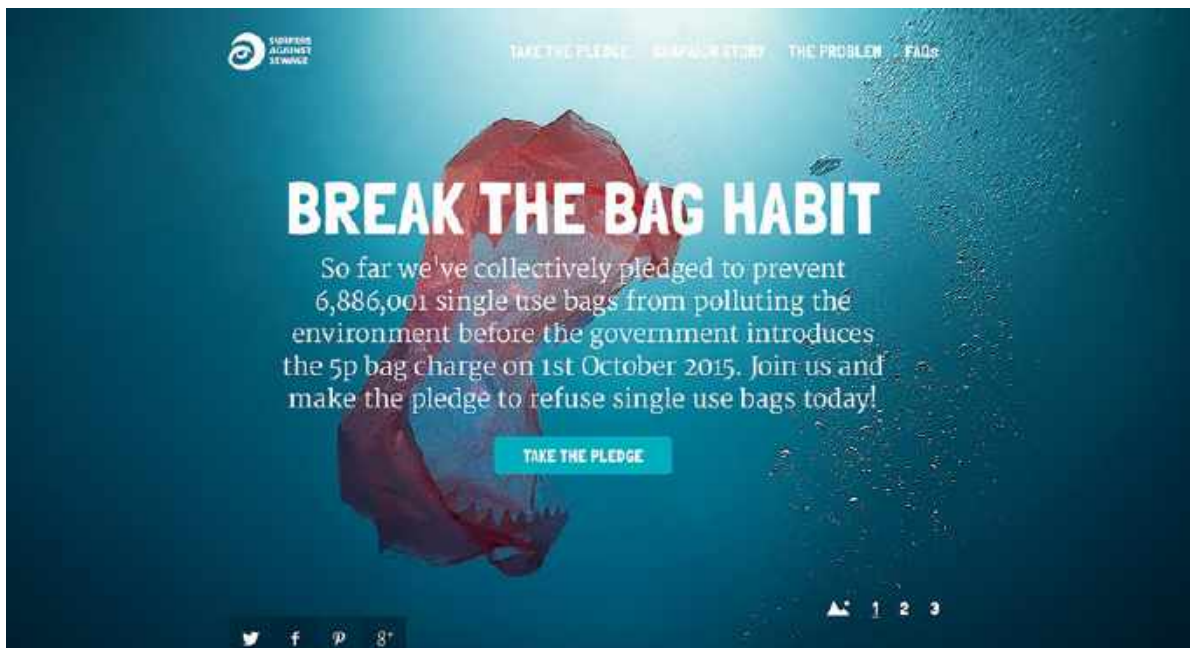 SURFERS
AGAINST
SEWAGE
TAKE THE PLEDGE
STORY
THE PROBLEM
FAQs
BREAK THE BAG HABIT
So far we've collectively pledged to prevent
6,886,001 single use bags from polluting the
environment before the government introduces
the 5p bag charge on 1st October 2015. Join us and
make the pledge to refuse single use bags today!
TAKE THE PLEDGE
1 2 3
f
8+